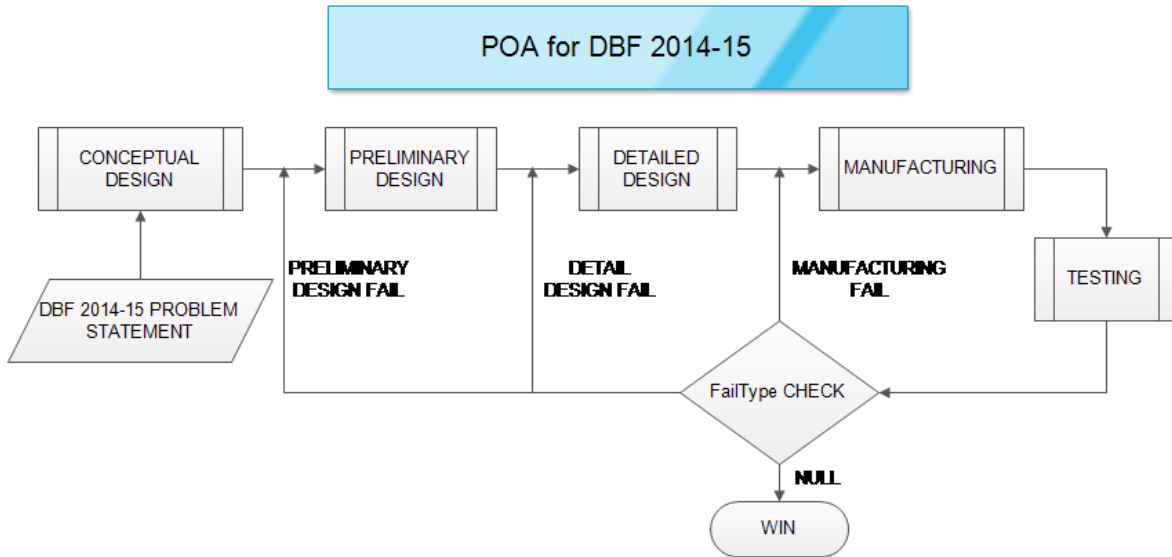 POA for DBF 2014-15
CONCEPTUAL
DESIGN
PRELIMINARY
DESIGN
DETAILED
DESIGN
MANUFACTURING
TESTING
DBF 2014-15 PROBLEM
STATEMENT
PRELIMINARY
DESIGN FAIL
DETAIL
DESIGN FAIL
MANUFACTURING
FAIL
FailType CHECK
NULL
WIN